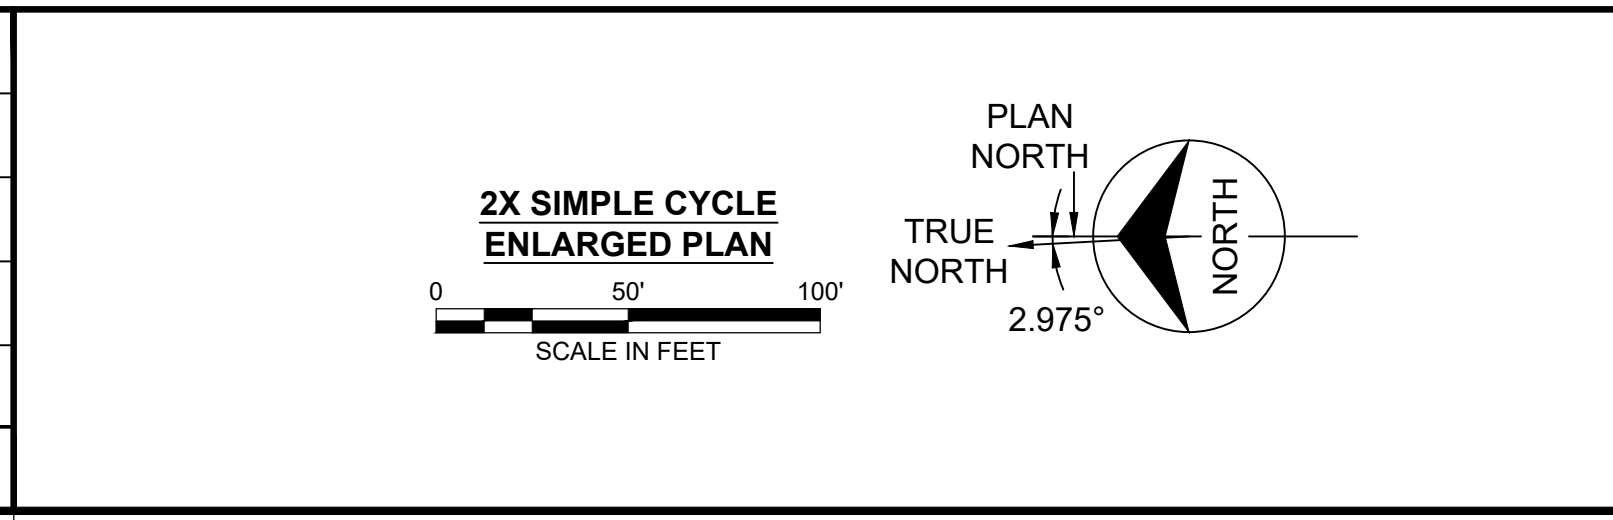 2X SIMPLE CYCLE
ENLARGED PLAN
0 50' 100'
SCALE IN FEET
PLAN
NORTH
TRUE
NORTH
2.975°
NORTH